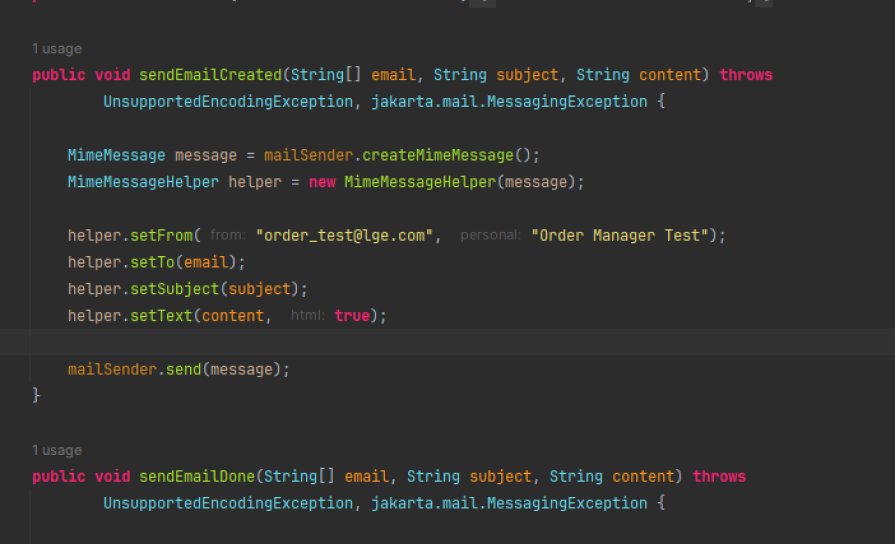 1 usage
public void sendEmailCreated(String[] email, String subject, String content) throws
UnsupportedEncodingException, jakarta.mail.MessagingException {
MimeMessage message = mailSender.createMimeMessage();
MimeMessageHelper helper = new MimeMessageHelper(message);
helper.setFrom( from: "order_test@lge.com", personal: "Order Manager Test");
helper.setTo(email);
helper.setSubject(subject);
helper.setText(content, html: true);
mailSender.send(message);
}
1 usage
public void sendEmailDone(String[] email, String subject, String content) throws
UnsupportedEncodingException, jakarta.mail.MessagingException {